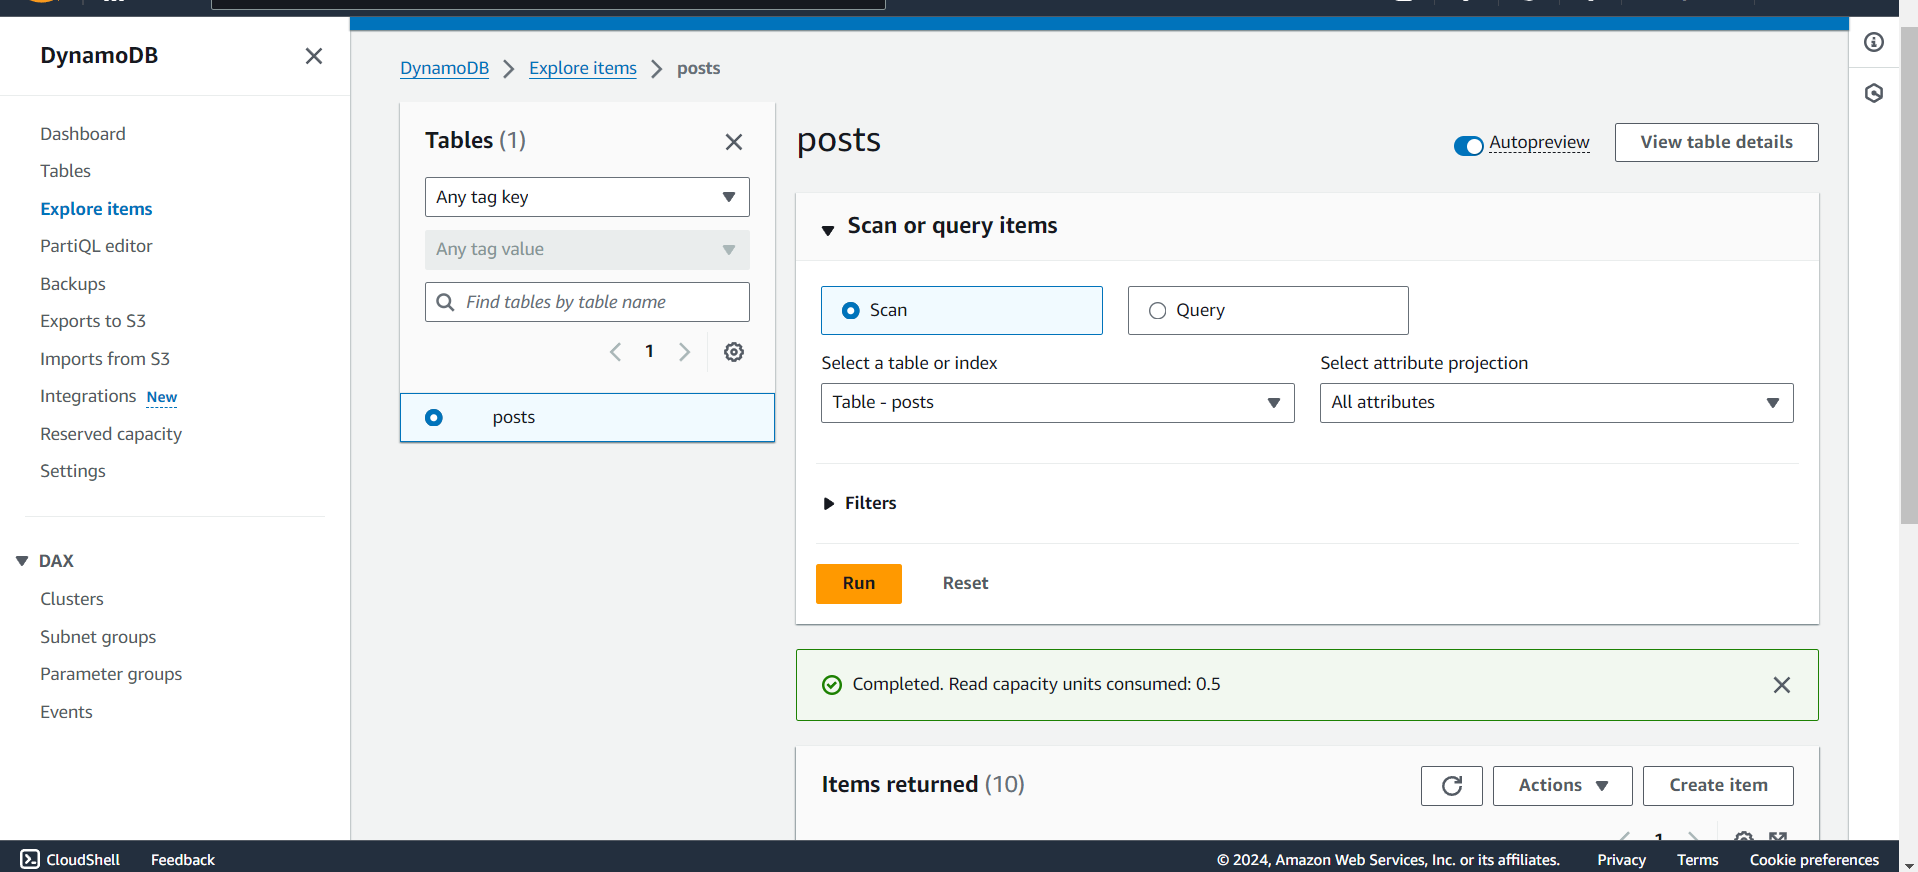 DynamoDB
Dashboard
Tables
Explore items
PartiQL editor
Backups
Exports to S3
Imports from S3
Integrations New
Reserved capacity
Settings
DAX
Clusters
Subnet groups
Parameter groups
Events
DynamoDB Explore items posts
Tables (1)
Any tag key
Any tag value
Find tables by table name
1
posts
posts
Autopreview
View table details
Scan or query items
Scan
Query
Select a table or index
Table - posts
Select attribute projection
All attributes
Filters
Run
Reset
Completed. Read capacity units consumed: 0.5
Items returned (10)
Actions
Create item
1
CloudShell
Feedback
© 2024, Amazon Web Services, Inc. or its affiliates.
Privacy
Terms
Cookie preferences